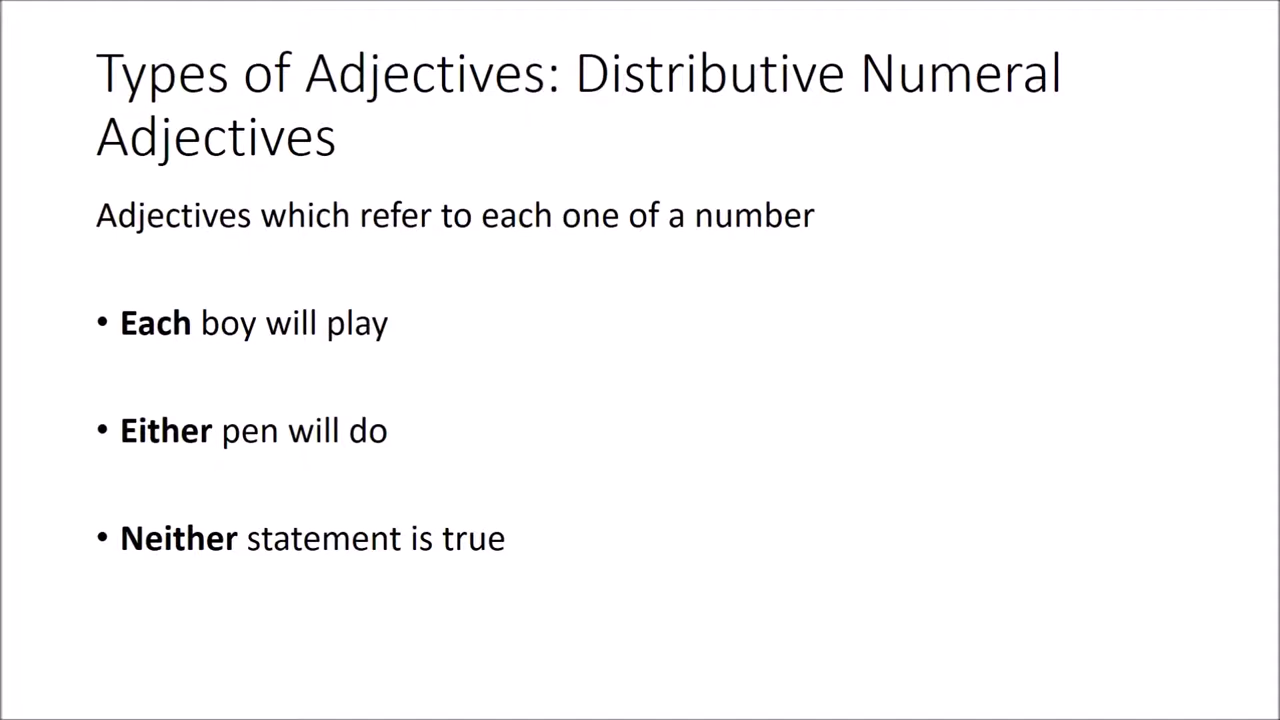 Types of Adjectives: Distributive Numeral
Adjectives
Adjectives which refer to each one of a number
• Each boy will play
• Either pen will do
• Neither statement is true